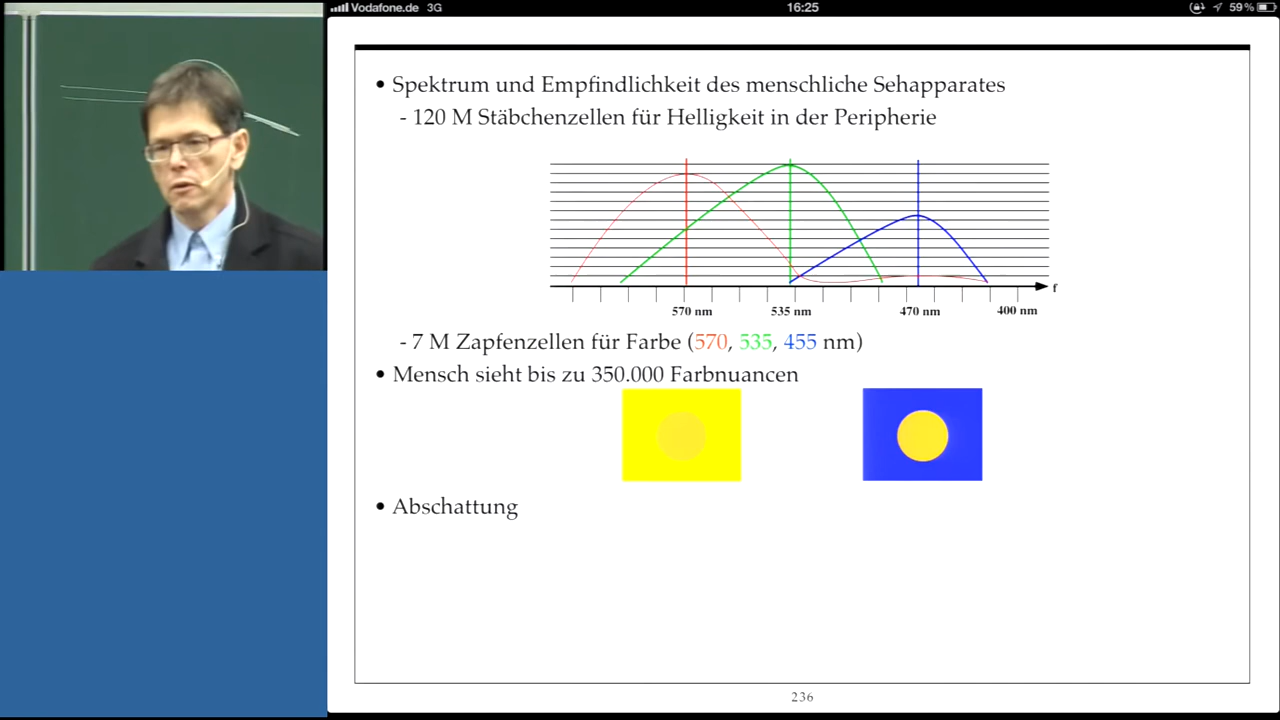 Vodafone.de 3G 16:25 59 %
• Spektrum und Empfindlichkeit des menschliche Sehapparates
- 120 M Stäbchenzellen für Helligkeit in der Peripherie
f
570 nm 535 nm 470 nm 400 nm
- 7 M Zapfenzellen für Farbe (570, 535, 455 nm)
• Mensch sieht bis zu 350.000 Farbnuancen
• Abschattung
236